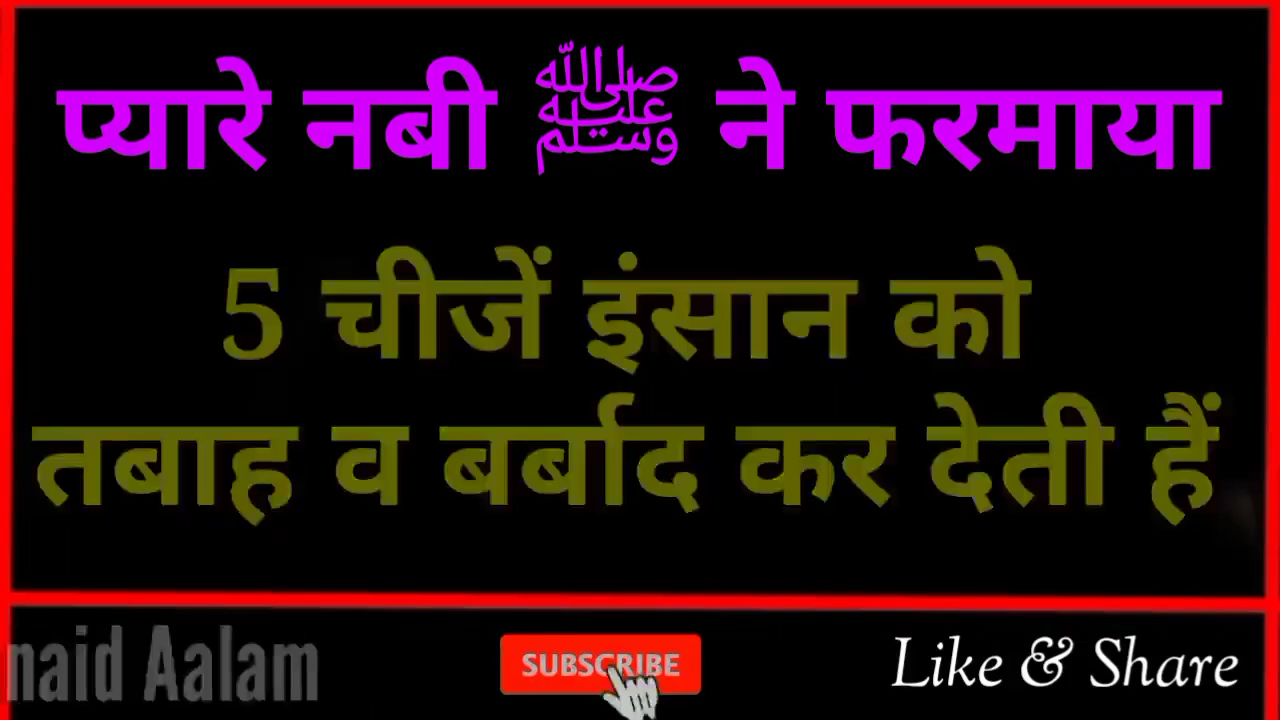 प्यारे नबी ﷺ ने फरमाया
5 चीजें इंसान को
तबाह व बर्बाद कर देती हैं
naid Aalam
SUBSCRIBE
Like & Share